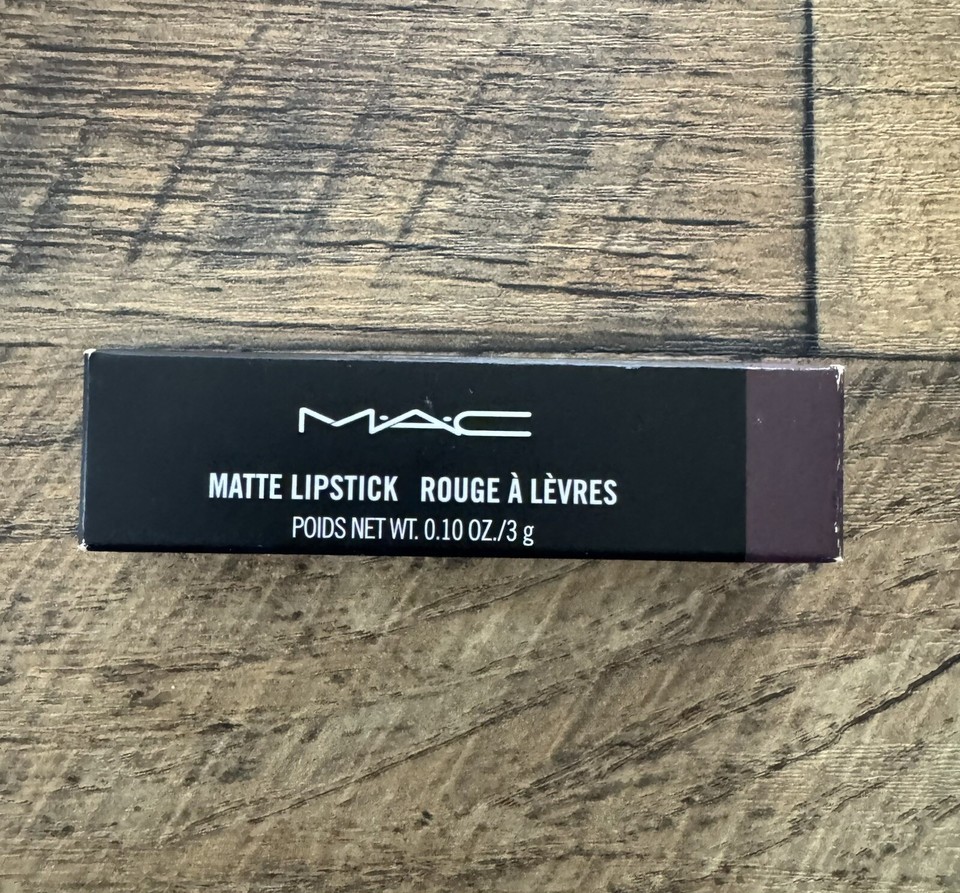 M·A·C
MATTE LIPSTICK ROUGE À LÈVRES
POIDS NET WT. 0.10 OZ./3 g